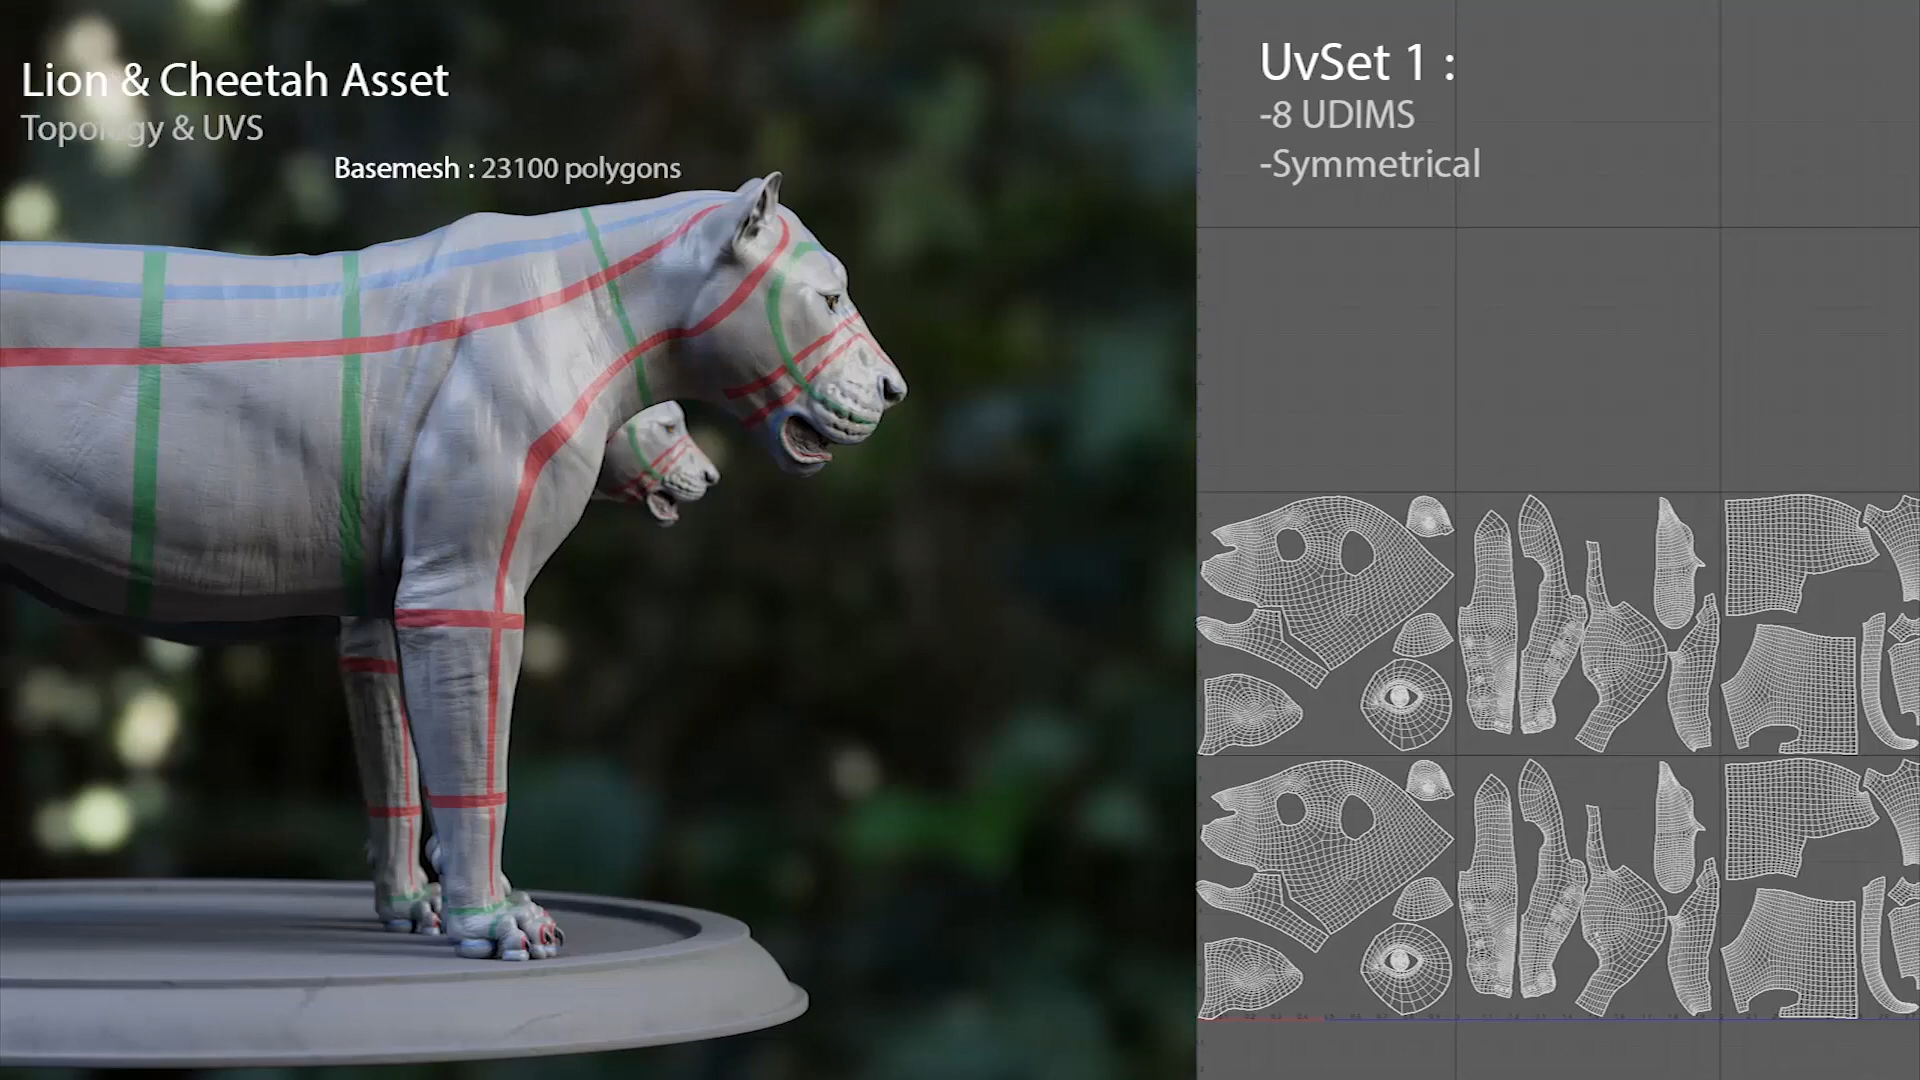 Lion & Cheetah Asset
Topology & UVS
Basemesh : 23100 polygons
UvSet 1 :
-8 UDIMS
-Symmetrical